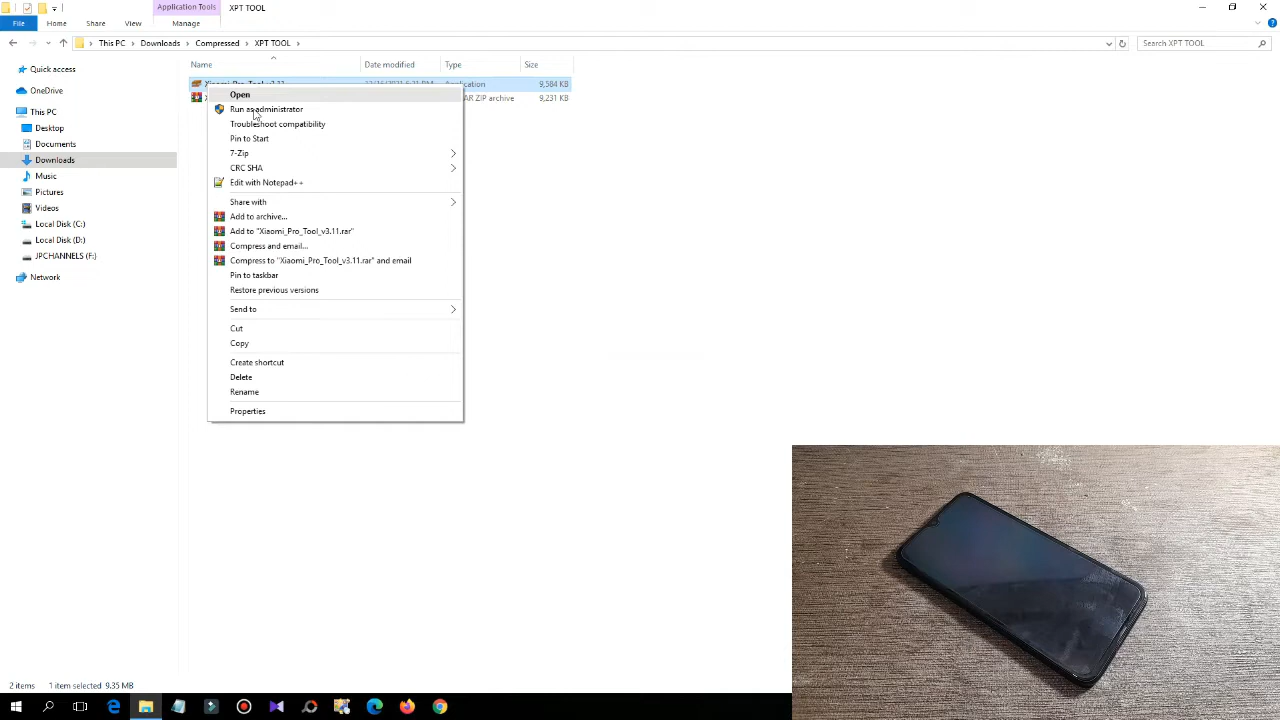 Application Tools
XPT TOOL
File
Home
Share
View
Manage
This PC
Downloads
Compressed
XPT TOOL
Search XPT TOOL
Quick access
OneDrive
This PC
Desktop
Documents
Downloads
Music
Pictures
Videos
Local Disk (C:)
Local Disk (D:)
JPCHANNELS (F:)
Network
Name
Date modified
Type
Size
9,584 KB
ZIP archive
9,231 KB
Open
Run as administrator
Troubleshoot compatibility
Pin to Start
7-Zip
CRC SHA
Edit with Notepad++
Share with
Add to archive...
Add to "Xiaomi_Pro_Tool_v3.11.rar"
Compress and email...
Compress to "Xiaomi_Pro_Tool_v3.11.rar" and email
Pin to taskbar
Restore previous versions
Send to
Cut
Copy
Create shortcut
Delete
Rename
Properties
2 items
1 item selected 9.35 MB